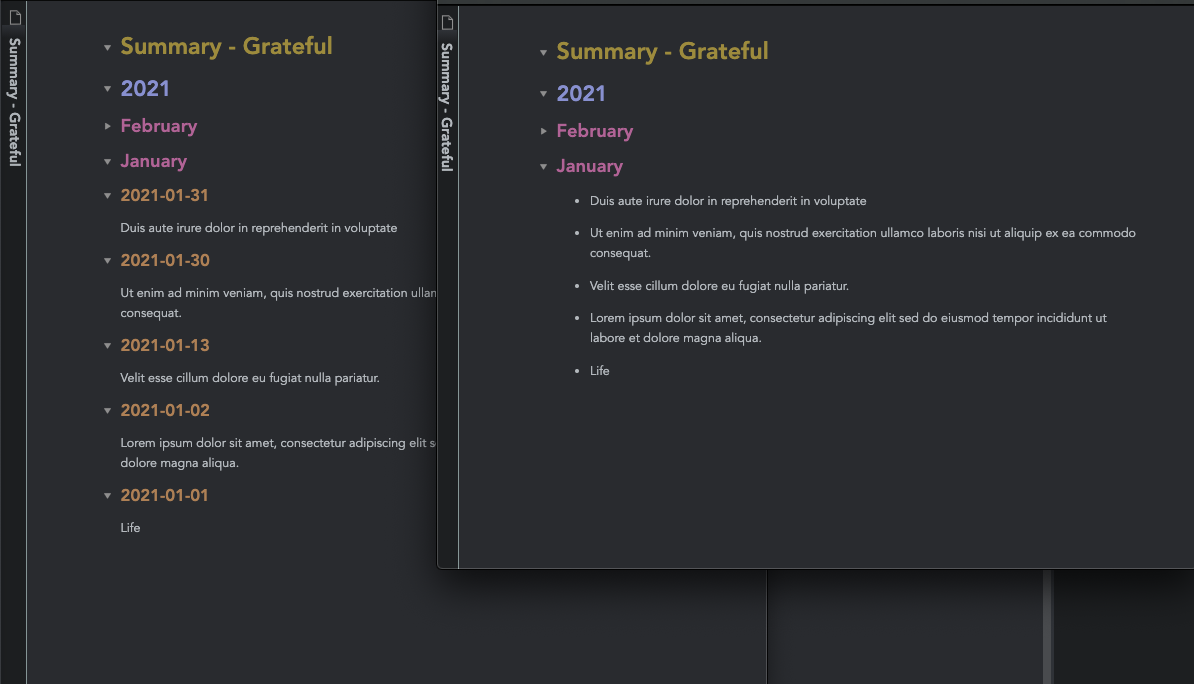 Summary - Grateful
Summary - Grateful
2021
February
January
2021-01-31
Duis aute irure dolor in reprehenderit in voluptate
2021-01-30
Ut enim ad minim veniam, quis nostrud exercitation
consequat.
2021-01-13
Velit esse cillum dolore eu fugiat nulla pariatur.
2021-01-02
Lorem ipsum dolor sit amet, consectetur adipiscing elit
dolore magna aliqua.
2021-01-01
Life
Summary - Grateful
Summary - Grateful
2021
February
January
• Duis aute irure dolor in reprehenderit in voluptate
• Ut enim ad minim veniam, quis nostrud exercitation ullamco laboris nisi ut aliquip ex ea commodo
consequat.
• Velit esse cillum dolore eu fugiat nulla pariatur.
• Lorem ipsum dolor sit amet, consectetur adipiscing elit sed do eiusmod tempor incididunt ut
labore et dolore magna aliqua.
• Life